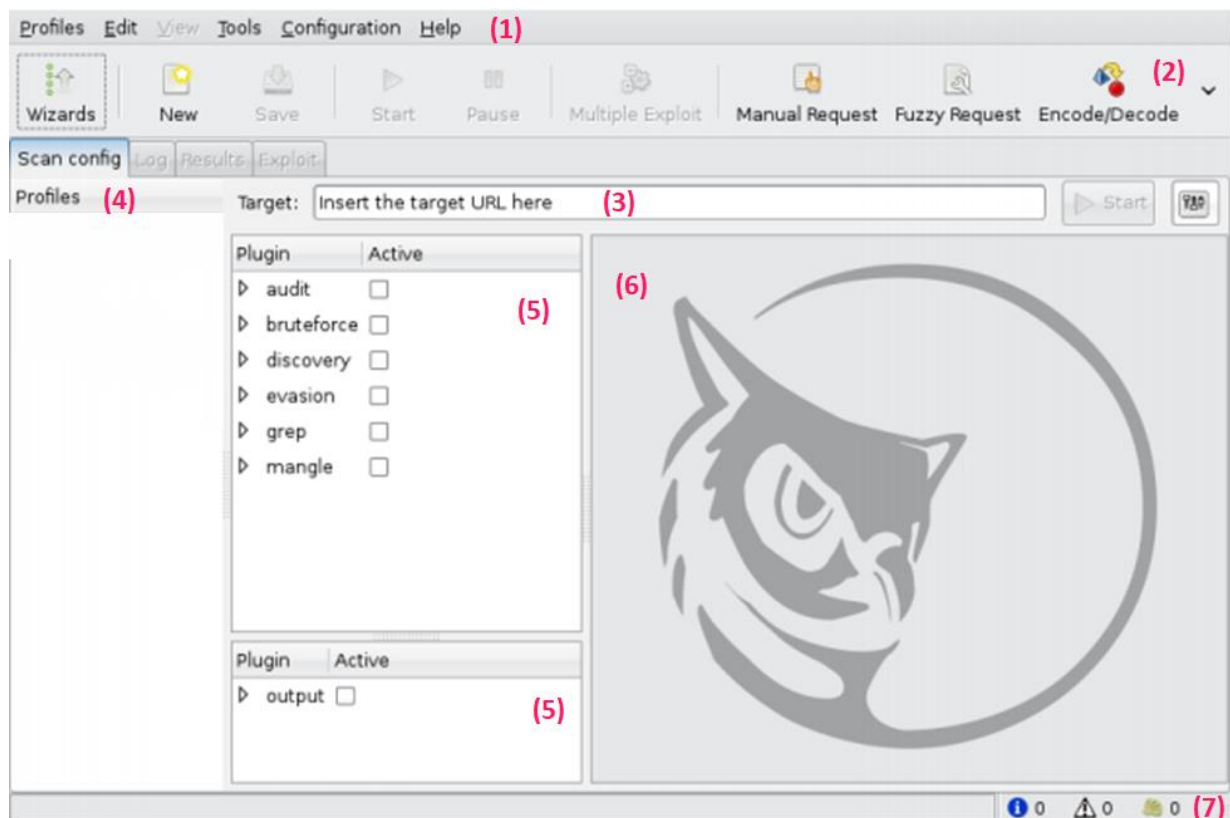 Profiles Edit View Tools Configuration Help (1)
(2)
Wizards New Save Start Pause Multiple Exploit Manual Request Fuzzy Request Encode/Decode
Scan config Log Results Exploit
Profiles (4)
Target: Insert the target URL here (3) Start
Plugin Active
audit
bruteforce
discovery
evasion
grep
mangle
(5)
(6)
Plugin Active
output
(5)
0 0 0 (7)